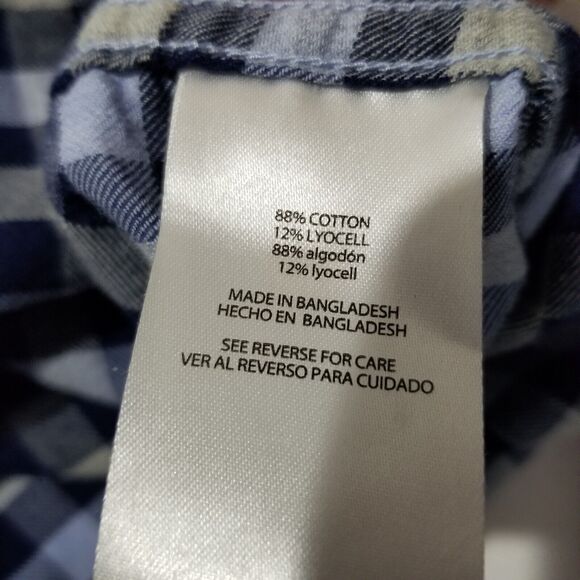 88% COTTON
12% LYOCELL
88% algodón
12% lyocell
MADE IN BANGLADESH
HECHO EN BANGLADESH
SEE REVERSE FOR CARE
VER AL REVERSO PARA CUIDADO